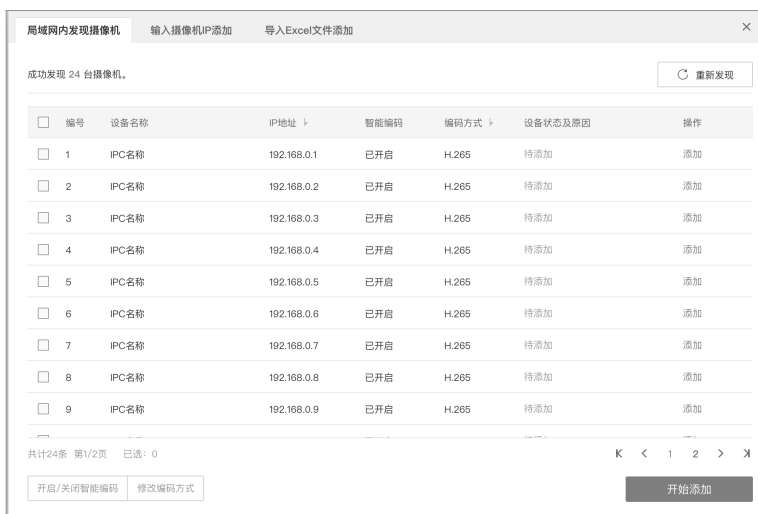 局域网内发现摄像机 输入摄像机IP添加 导入Excel文件添加
成功发现 24 台摄像机。 重新发现
编号 设备名称 IP地址 智能编码 编码方式 设备状态及原因 操作
1 IPC名称 192.168.0.1 已开启 H.265 待添加 添加
2 IPC名称 192.168.0.2 已开启 H.265 待添加 添加
3 IPC名称 192.168.0.3 已开启 H.265 待添加 添加
4 IPC名称 192.168.0.4 已开启 H.265 待添加 添加
5 IPC名称 192.168.0.5 已开启 H.265 待添加 添加
6 IPC名称 192.168.0.6 已开启 H.265 待添加 添加
7 IPC名称 192.168.0.7 已开启 H.265 待添加 添加
8 IPC名称 192.168.0.8 已开启 H.265 待添加 添加
9 IPC名称 192.168.0.9 已开启 H.265 待添加 添加
共计24条 第1/2页 已选：0 1 2
开启/关闭智能编码 修改编码方式 开始添加